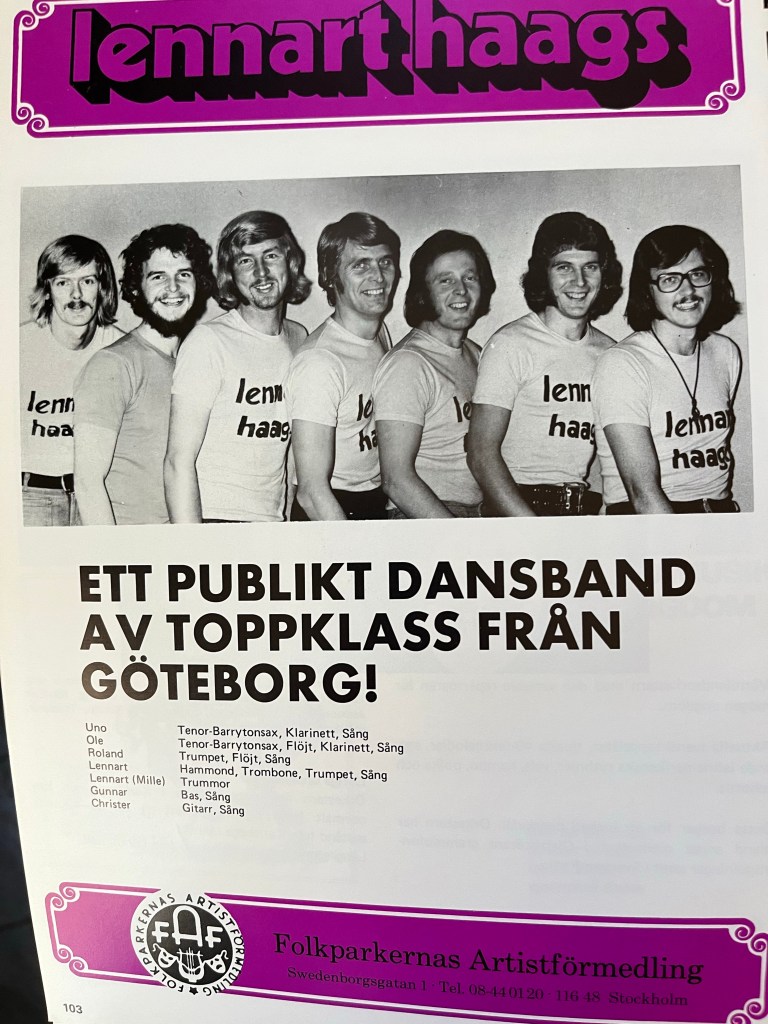 lennart haags
lenn
haa
lenn
haag
le
ha
le
lenn
haag
lennar
haags
ETT PUBLIKT DANSBAND
AV TOPPKLASS FRÅN
GÖTEBORG!
Uno Tenor-Barrytonsax, Klarinett, Sång
Ole Tenor-Barrytonsax, Flöjt, Klarinett, Sång
Roland Trumpet, Flöjt, Sång
Lennart Hammond, Trombone, Trumpet, Sång
Lennart (Mille) Trummor
Gunnar Bas, Sång
Christer Gitarr, Sång
FOLKPARKERNAS ARTISTFÖRMEDLING
FAF
Folkparkernas Artistförmedling
Swedenborgsgatan 1 · Tel. 08-44 01 20 · 116 48 Stockholm
103